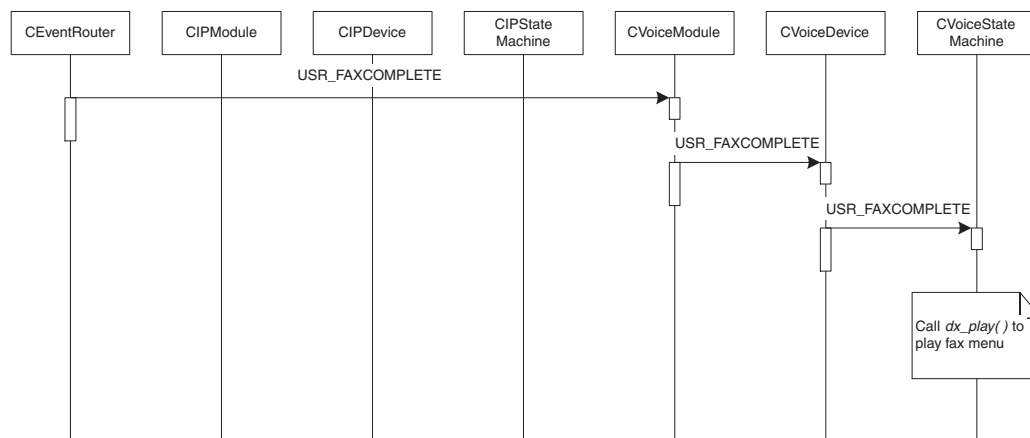 CEventRouter
CIPModule
CIPDevice
CIPState
Machine
CVoiceModule
CVoiceDevice
CVoiceState
Machine
USR_FAXCOMPLETE
USR_FAXCOMPLETE
USR_FAXCOMPLETE
Call dx_play( ) to
play fax menu